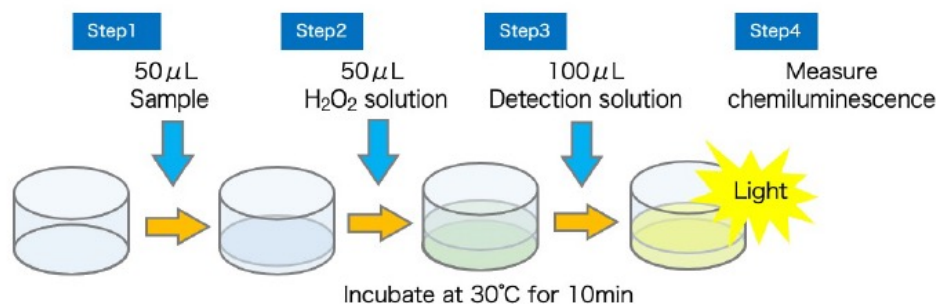 Step1
50μL
Sample
Step2
50μL
H₂O₂ solution
Step3
100μL
Detection solution
Step4
Measure
chemiluminescence
Light
Incubate at 30℃ for 10min